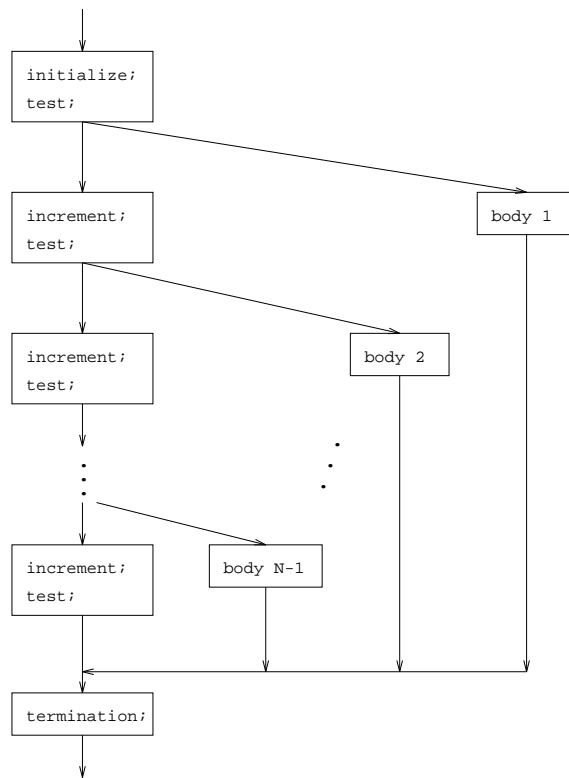 initialize;
test;
increment;
test;
body 1
increment;
test;
body 2
increment;
test;
body N-1
termination;